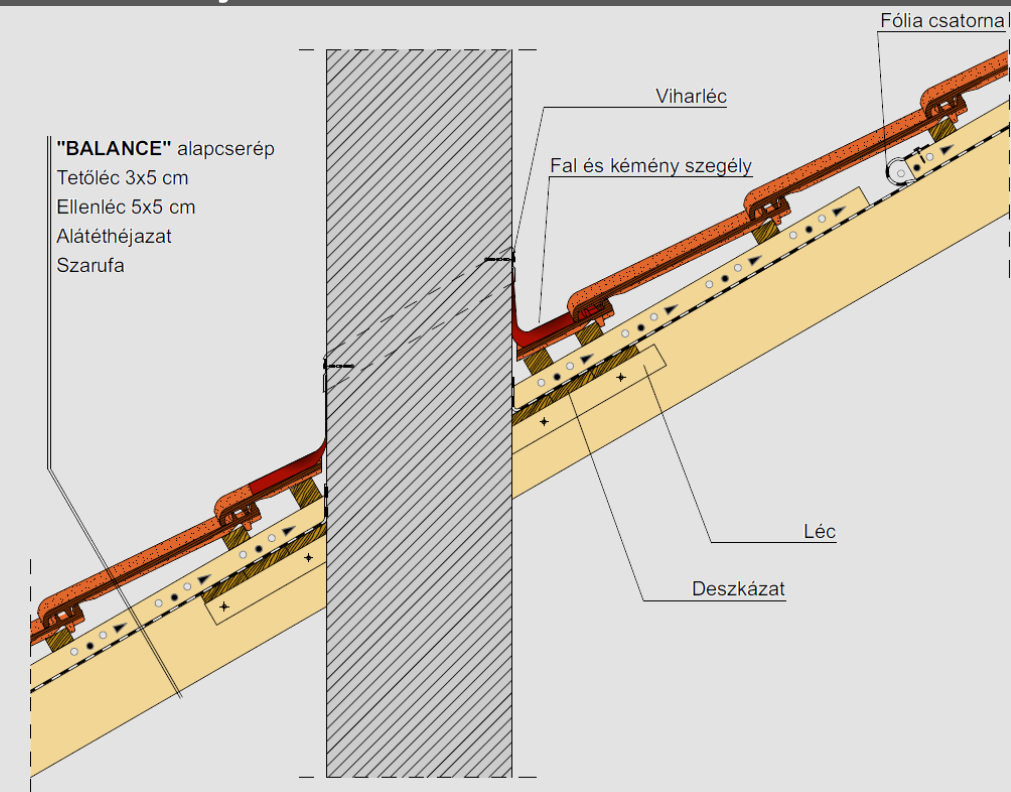 Fólia csatorna
Viharléc
"BALANCE" alapcserép
Tetőléc 3x5 cm
Ellenléc 5x5 cm
Alátéthéjazat
Szarufa
Fal és kémény szegély
Léc
Deszkázat